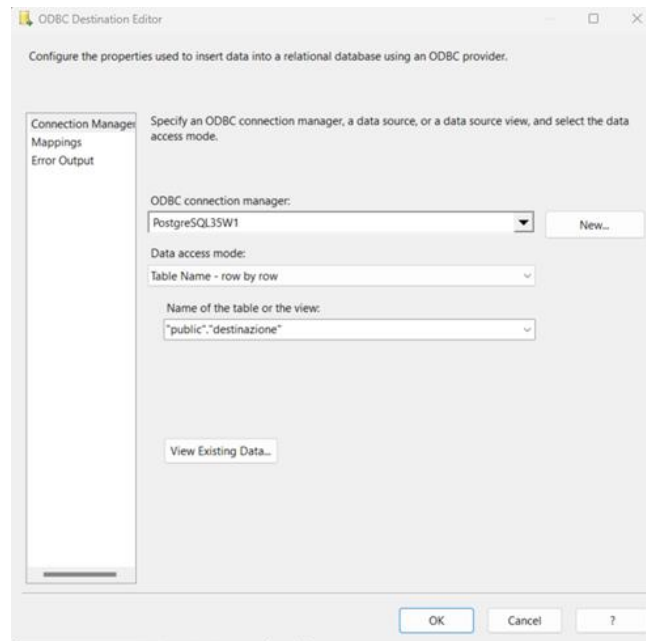 ODBC Destination Editor
Configure the properties used to insert data into a relational database using an ODBC provider.
Connection Manager
Mappings
Error Output
Specify an ODBC connection manager, a data source, or a data source view, and select the data
access mode.
ODBC connection manager:
PostgreSQL35W1
New...
Data access mode:
Table Name - row by row
Name of the table or the view:
"public"."destinazione"
View Existing Data...
OK
Cancel
?